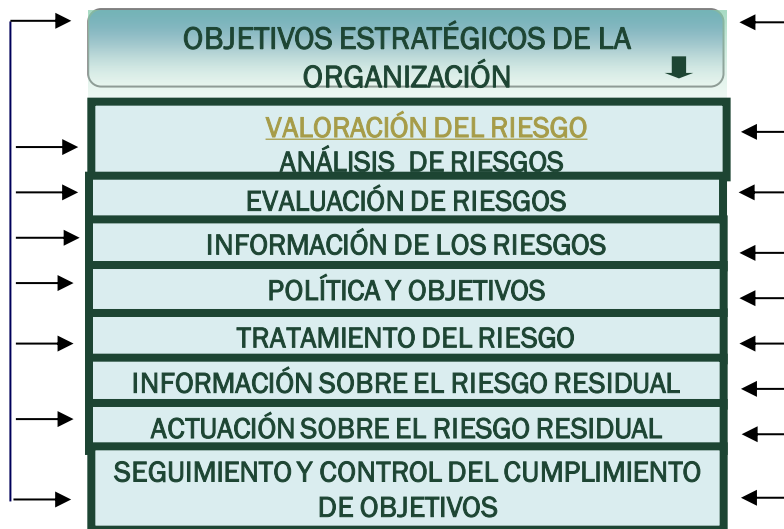 OBJETIVOS ESTRATÉGICOS DE LA
ORGANIZACIÓN
VALORACIÓN DEL RIESGO
ANÁLISIS DE RIESGOS
EVALUACIÓN DE RIESGOS
INFORMACIÓN DE LOS RIESGOS
POLÍTICA Y OBJETIVOS
TRATAMIENTO DEL RIESGO
INFORMACIÓN SOBRE EL RIESGO RESIDUAL
ACTUACIÓN SOBRE EL RIESGO RESIDUAL
SEGUIMIENTO Y CONTROL DEL CUMPLIMIENTO
DE OBJETIVOS